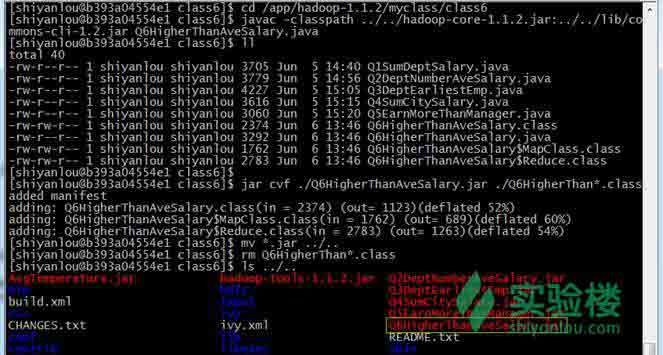 [shiyanlou@b393a04554e1 class6]$ cd /app/hadoop-1.1.2/myclass/class6
[shiyanlou@b393a04554e1 class6]$ javac -classpath ../../hadoop-core-1.1.2.jar:../../lib/co
mmons-cli-1.2.jar Q6HigherThanAveSalary.java
[shiyanlou@b393a04554e1 class6]$ ll
total 40
-rw-r--r-- 1 shiyanlou shiyanlou 3705 Jun  5 14:40 Q1SumDeptSalary.java
-rw-r--r-- 1 shiyanlou shiyanlou 3779 Jun  5 14:56 Q2DeptNumberAveSalary.java
-rw-r--r-- 1 shiyanlou shiyanlou 4227 Jun  5 15:05 Q3DeptEarliestEmp.java
-rw-r--r-- 1 shiyanlou shiyanlou 3616 Jun  5 15:15 Q4SumCitySalary.java
-rw-r--r-- 1 shiyanlou shiyanlou 3060 Jun  5 15:20 Q5EarnMoreThanManager.java
-rw-rw-r-- 1 shiyanlou shiyanlou 2374 Jun  6 13:46 Q6HigherThanAveSalary.class
-rw-r--r-- 1 shiyanlou shiyanlou 3292 Jun  6 13:46 Q6HigherThanAveSalary.java
-rw-rw-r-- 1 shiyanlou shiyanlou 1762 Jun  6 13:46 Q6HigherThanAveSalary$MapClass.class
-rw-rw-r-- 1 shiyanlou shiyanlou 2783 Jun  6 13:46 Q6HigherThanAveSalary$Reduce.class
[shiyanlou@b393a04554e1 class6]$
[shiyanlou@b393a04554e1 class6]$ jar cvf ./Q6HigherThanAveSalary.jar ./Q6HigherThan*.class
added manifest
adding: Q6HigherThanAveSalary.class(in = 2374) (out= 1123)(deflated 52%)
adding: Q6HigherThanAveSalary$MapClass.class(in = 1762) (out= 689)(deflated 60%)
adding: Q6HigherThanAveSalary$Reduce.class(in = 2783) (out= 1263)(deflated 54%)
[shiyanlou@b393a04554e1 class6]$ mv *.jar ../..
[shiyanlou@b393a04554e1 class6]$ rm Q6HigherThan*.class
[shiyanlou@b393a04554e1 class6]$ ls ../..
AvgTemperature.jar hadoop-tools-1.1.2.jar Q2DeptNumberAveSalary.jar
bin hdfs Q3DeptEarliestEmp.jar
build.xml input Q4SumCitySalary.jar
ivy
CHANGES.txt ivy.xml Q6HigherThanAveSalary.jar
conf lib README.txt
contrib libexec sbin
实验楼
shiyanlou.com